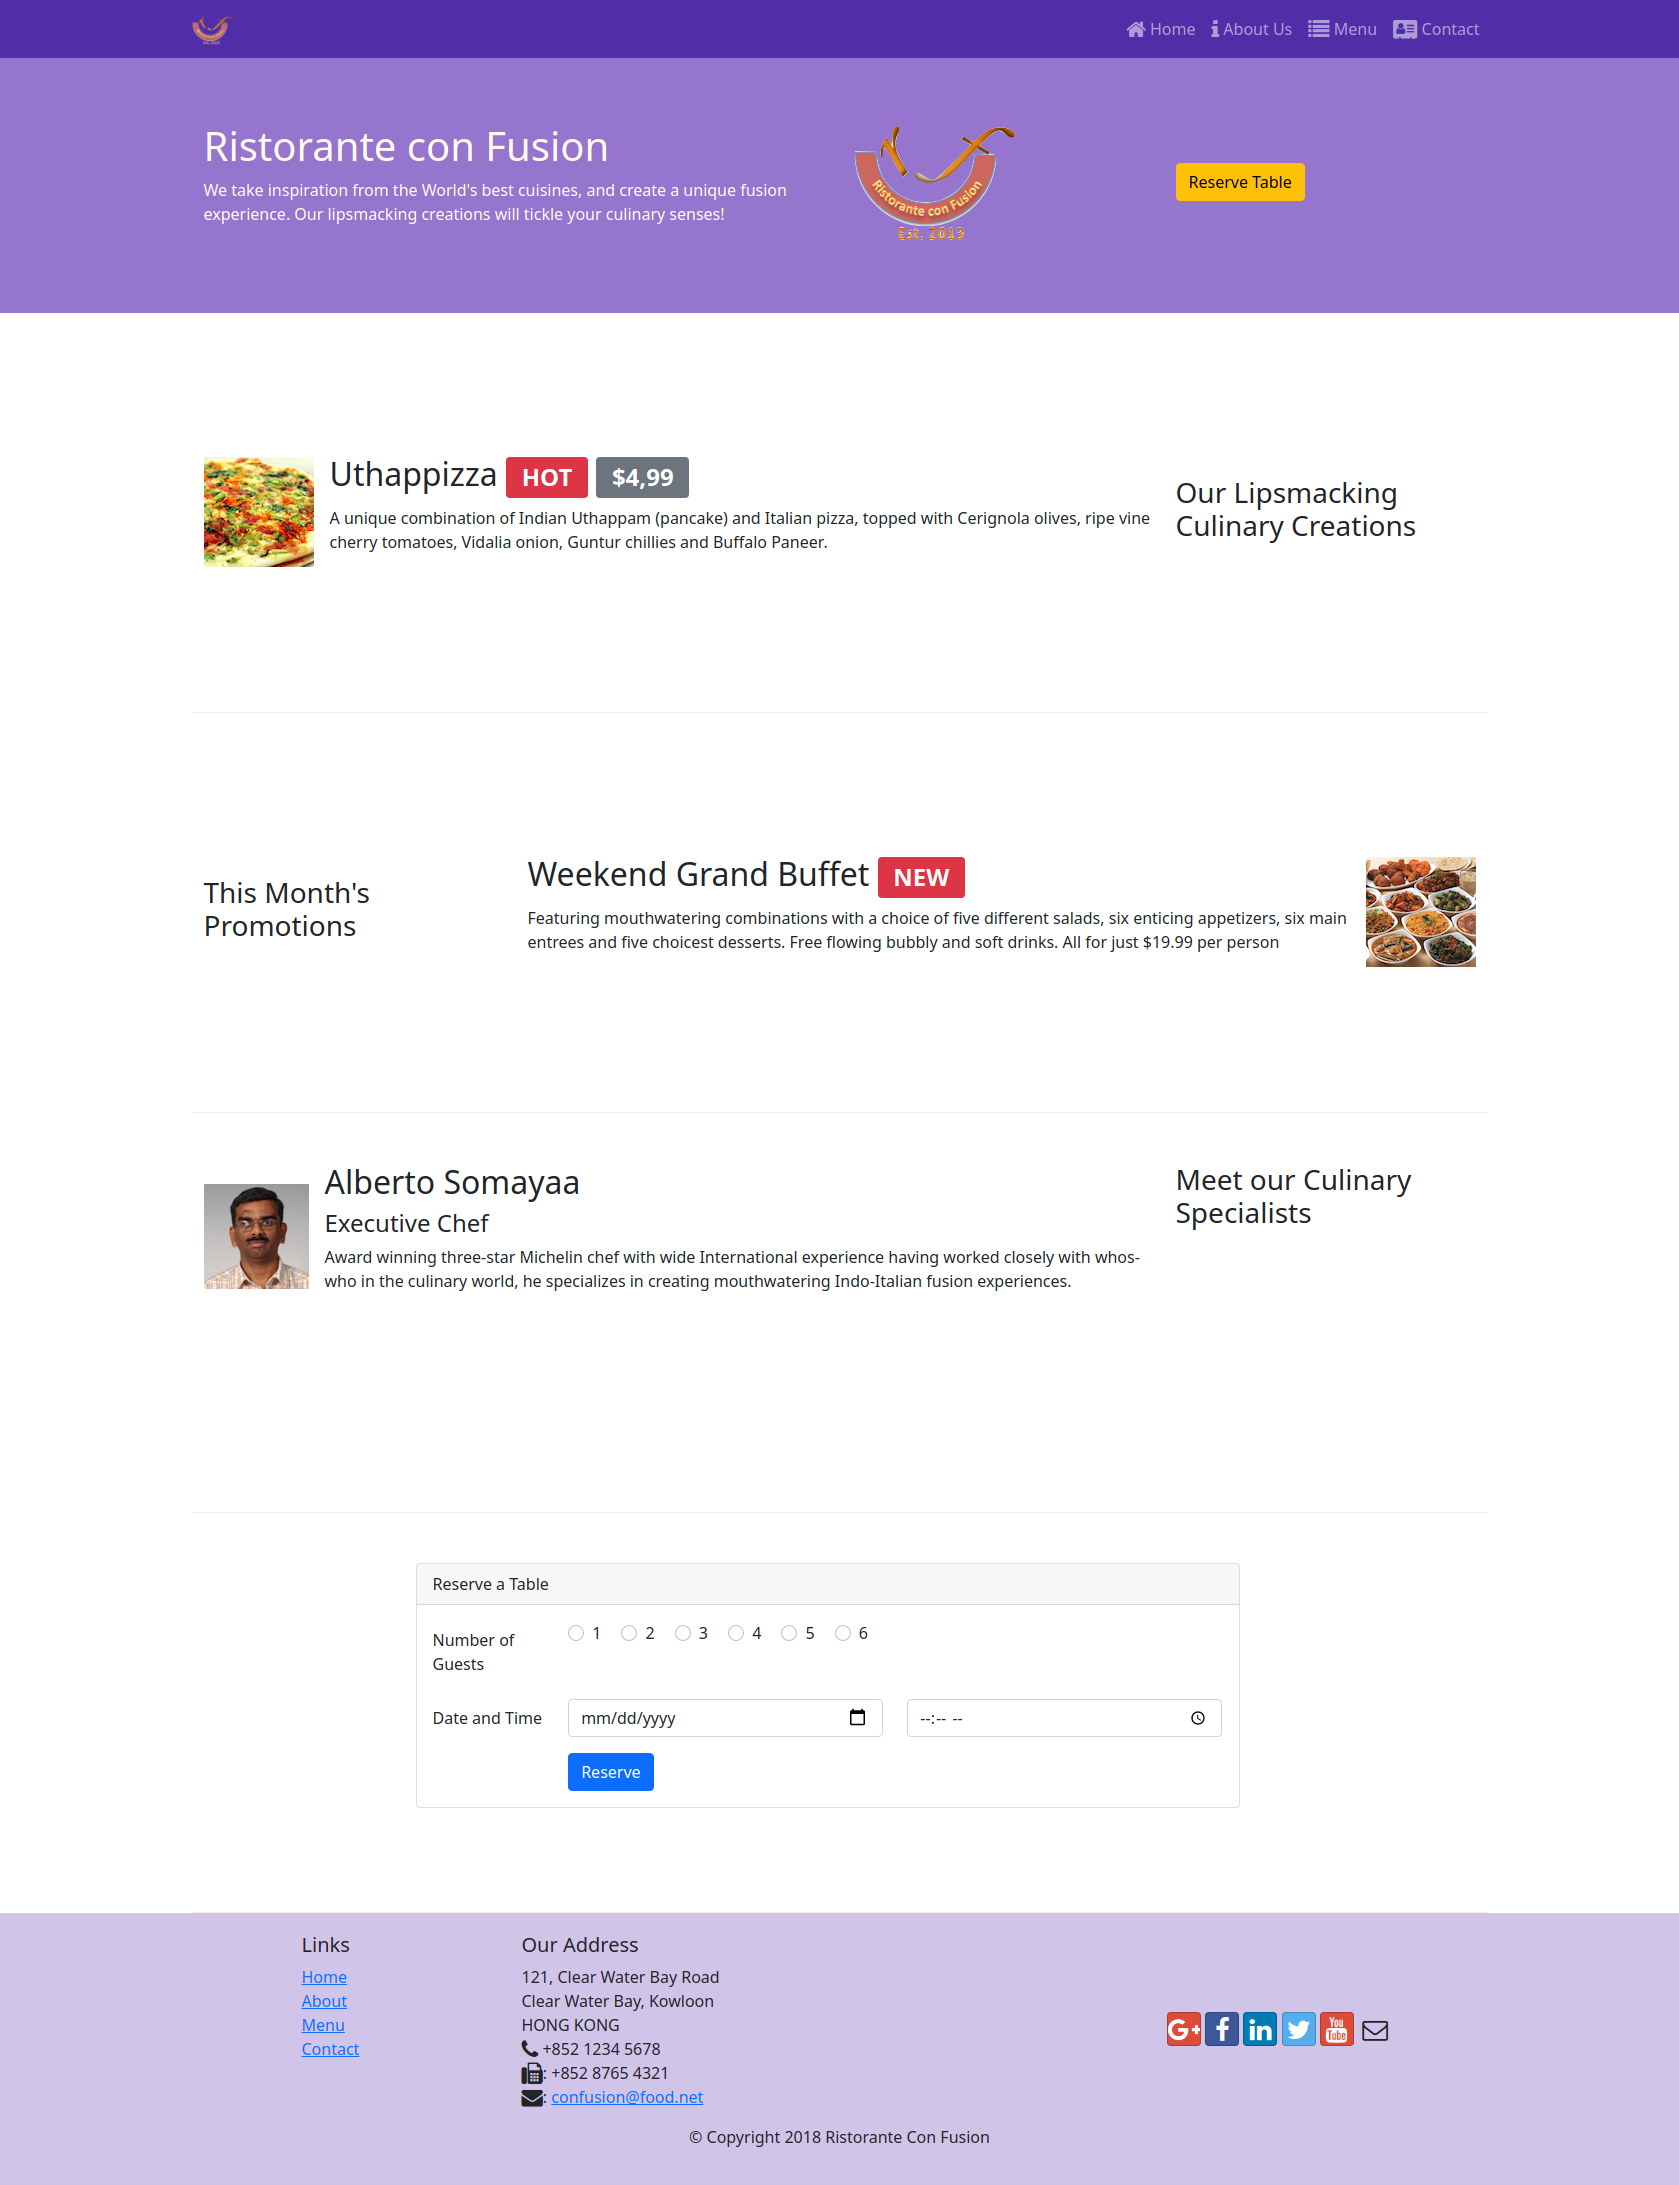 Home About Us Menu Contact
Ristorante con Fusion
We take inspiration from the World's best cuisines, and create a unique fusion
experience. Our lipsmacking creations will tickle your culinary senses!
Ristorante con Fusion
Est. 2013
Reserve Table
Uthappizza HOT $4,99
A unique combination of Indian Uthappam (pancake) and Italian pizza, topped with Cerignola olives, ripe vine
cherry tomatoes, Vidalia onion, Guntur chillies and Buffalo Paneer.
Our Lipsmacking
Culinary Creations
This Month's
Promotions
Weekend Grand Buffet NEW
Featuring mouthwatering combinations with a choice of five different salads, six enticing appetizers, six main
entrees and five choicest desserts. Free flowing bubbly and soft drinks. All for just $19.99 per person
Alberto Somayaa
Executive Chef
Award winning three-star Michelin chef with wide International experience having worked closely with whos-
who in the culinary world, he specializes in creating mouthwatering Indo-Italian fusion experiences.
Meet our Culinary
Specialists
Reserve a Table
Number of
Guests
1 2 3 4 5 6
Date and Time mm/dd/yyyy --:-- --
Reserve
Links
Home
About
Menu
Contact
Our Address
121, Clear Water Bay Road
Clear Water Bay, Kowloon
HONG KONG
+852 1234 5678
: +852 8765 4321
: confusion@food.net
G+ f in You Tube
© Copyright 2018 Ristorante Con Fusion